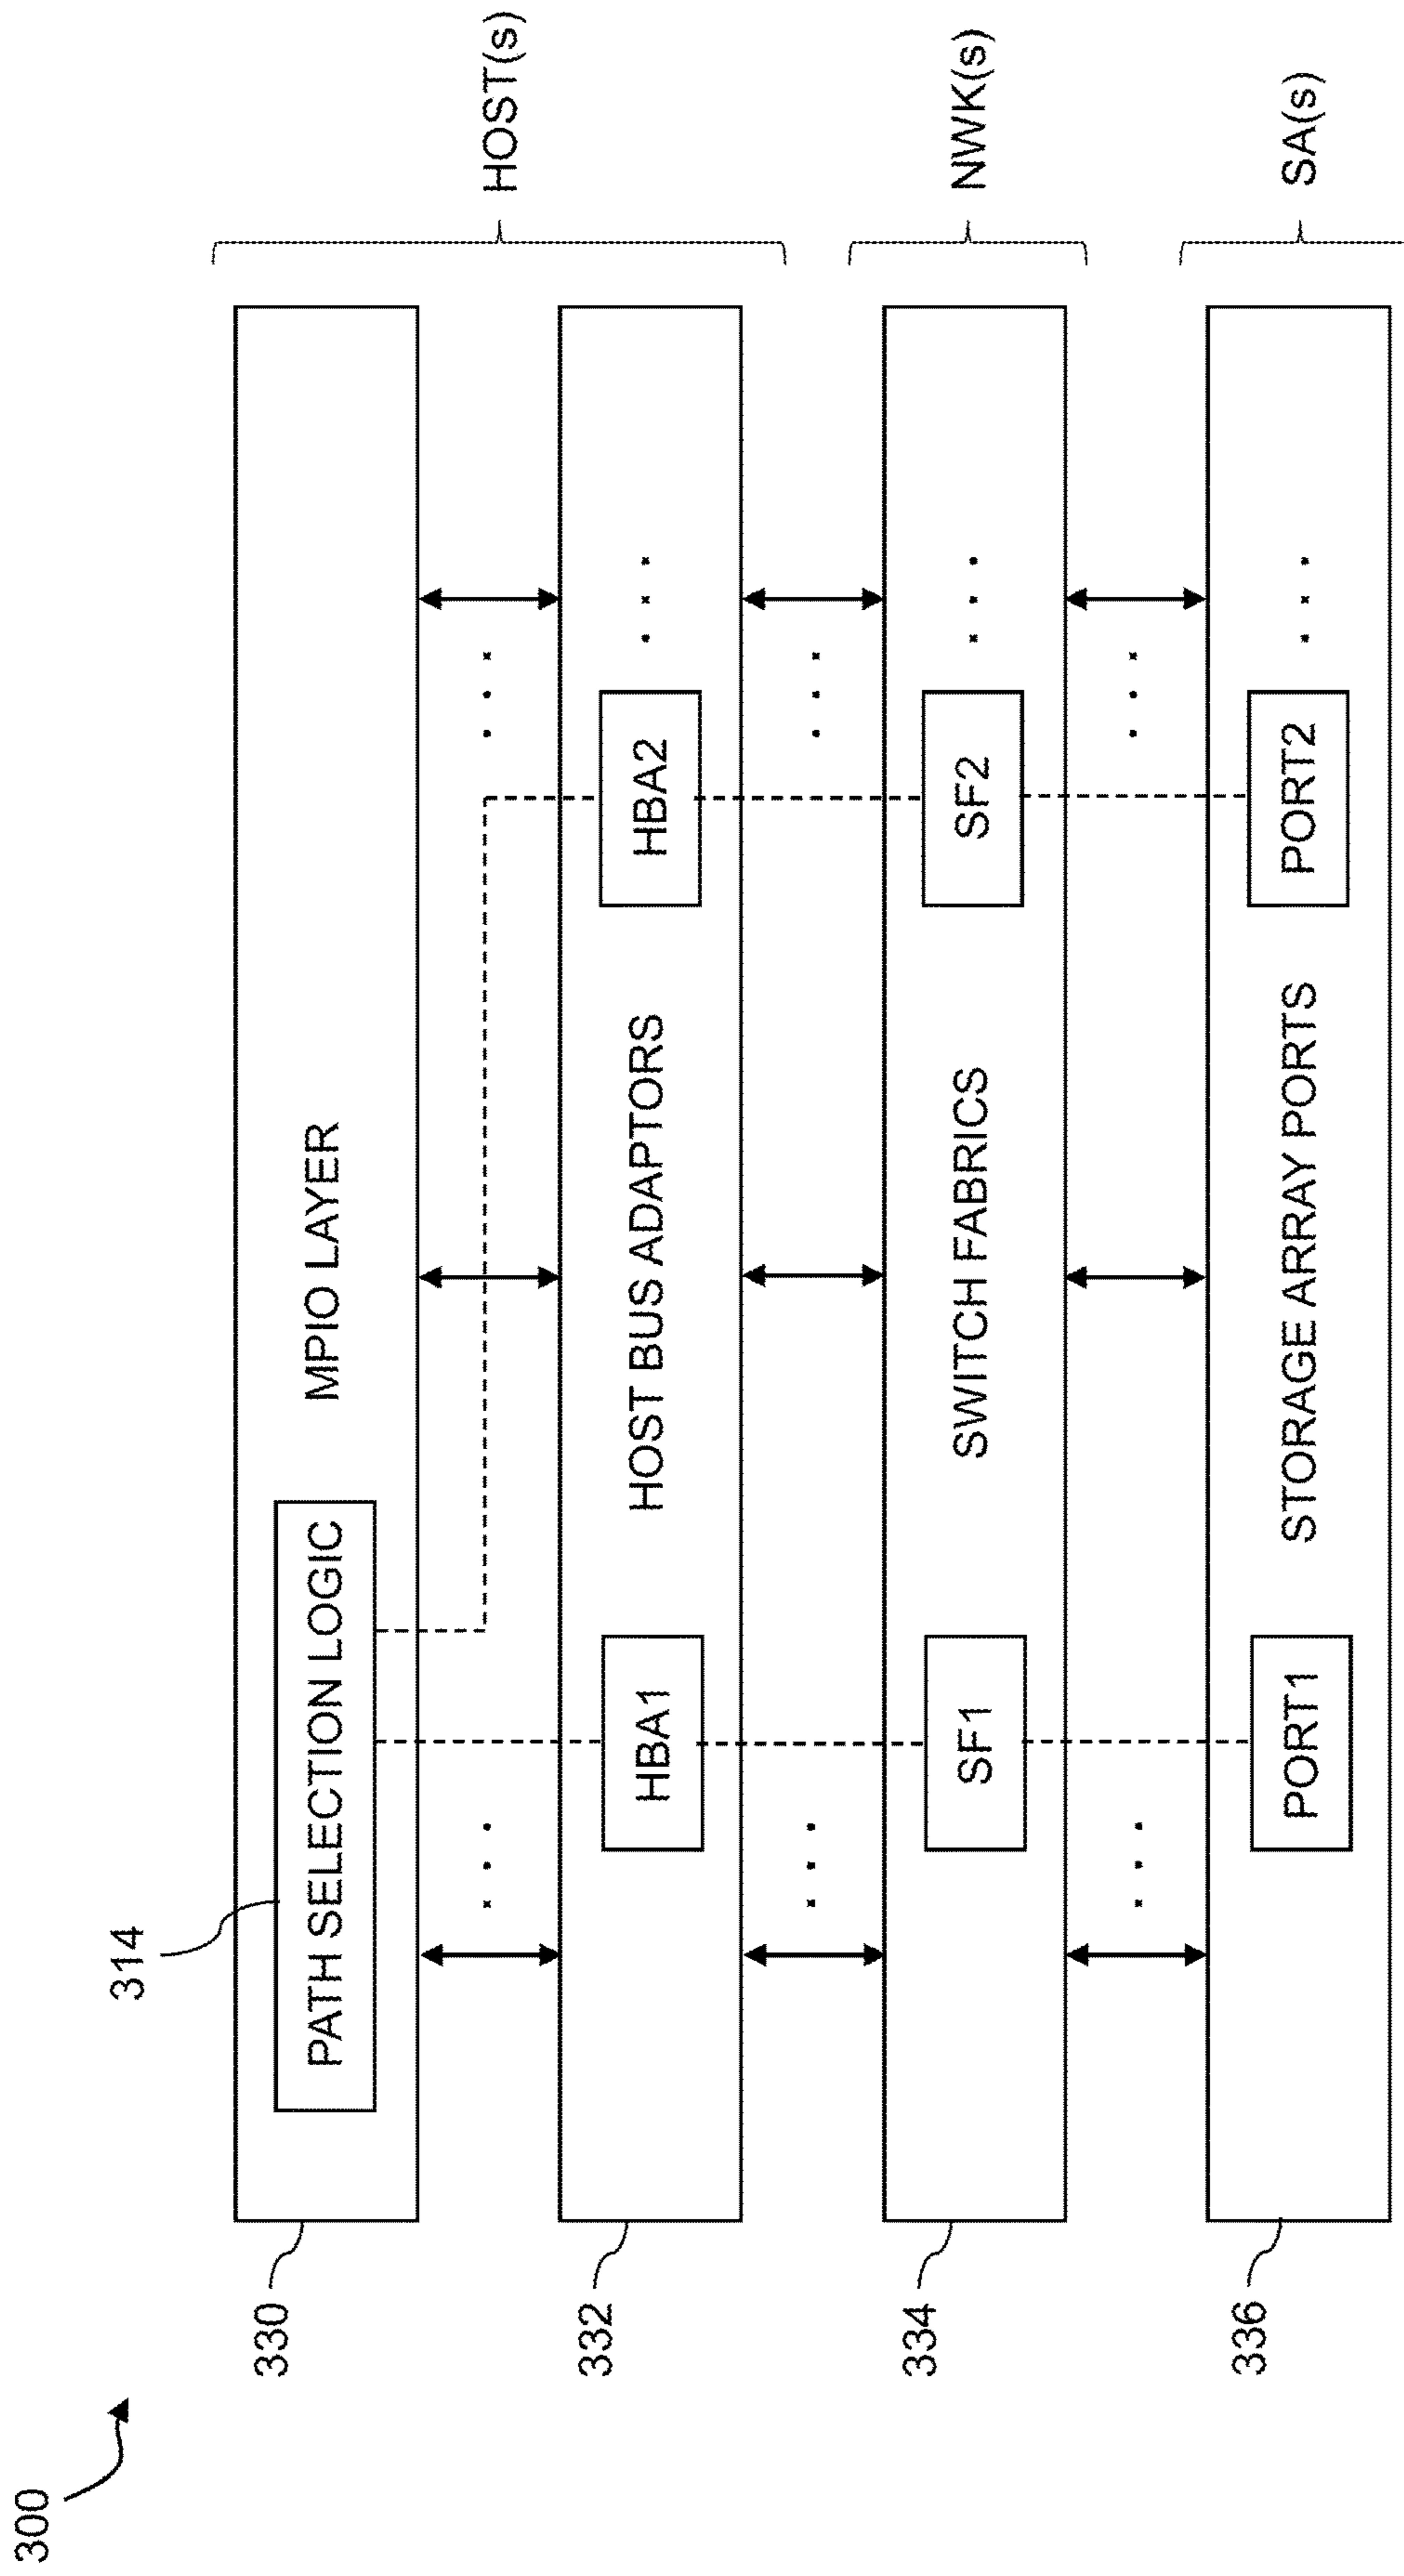 300
314
330
PATH SELECTION LOGIC
MPIO LAYER
HOST(s)
332
HBA1
HOST BUS ADAPTORS
HBA2
334
SF1
SWITCH FABRICS
SF2
NWK(s)
336
PORT1
STORAGE ARRAY PORTS
PORT2
SA(s)